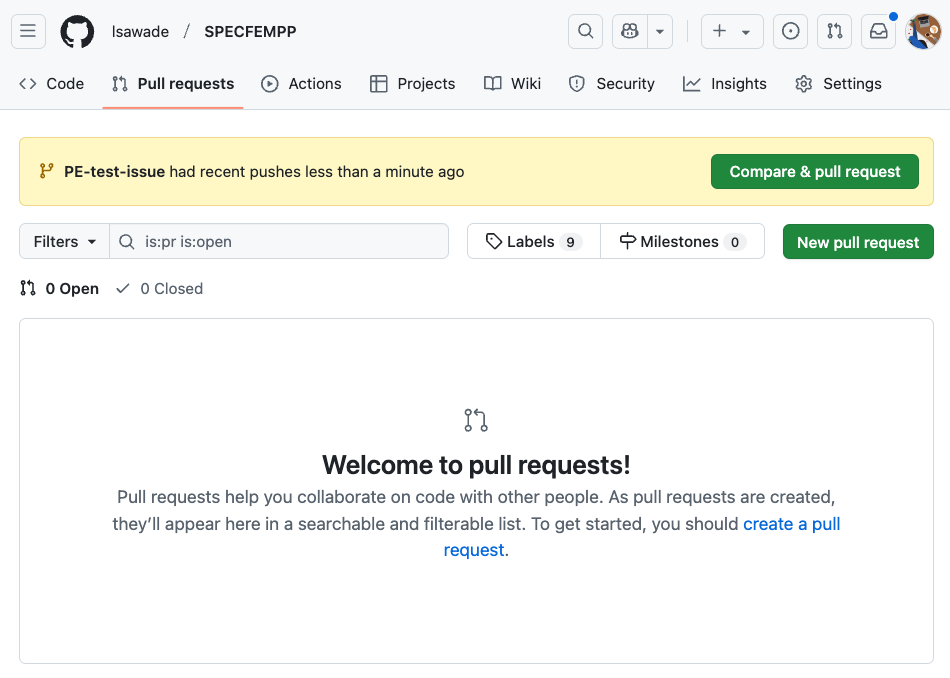 lsawade / SPECFEMPP
Code Pull requests Actions Projects Wiki Security Insights Settings
PE-test-issue had recent pushes less than a minute ago Compare & pull request
Filters is:pr is:open Labels 9 Milestones 0 New pull request
0 Open 0 Closed
Welcome to pull requests!
Pull requests help you collaborate on code with other people. As pull requests are created,
they’ll appear here in a searchable and filterable list. To get started, you should create a pull
request.